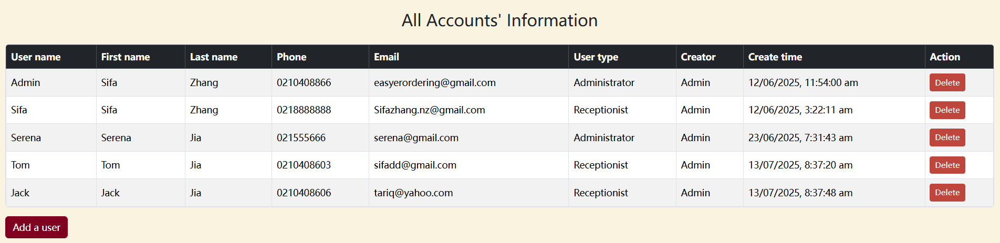 All Accounts' Information
User name First name Last name Phone Email User type Creator Create time Action
Admin Sifa Zhang 0210408866 easyerordering@gmail.com Administrator Admin 12/06/2025, 11:54:00 am Delete
Sifa Sifa Zhang 0218888888 Sifazhang.nz@gmail.com Receptionist Admin 12/06/2025, 3:22:11 am Delete
Serena Serena Jia 021555666 serena@gmail.com Administrator Admin 23/06/2025, 7:31:43 am Delete
Tom Tom Jia 0210408603 sifadd@gmail.com Receptionist Admin 13/07/2025, 8:37:20 am Delete
Jack Jack Jia 0210408606 tariq@yahoo.com Receptionist Admin 13/07/2025, 8:37:48 am Delete
Add a user